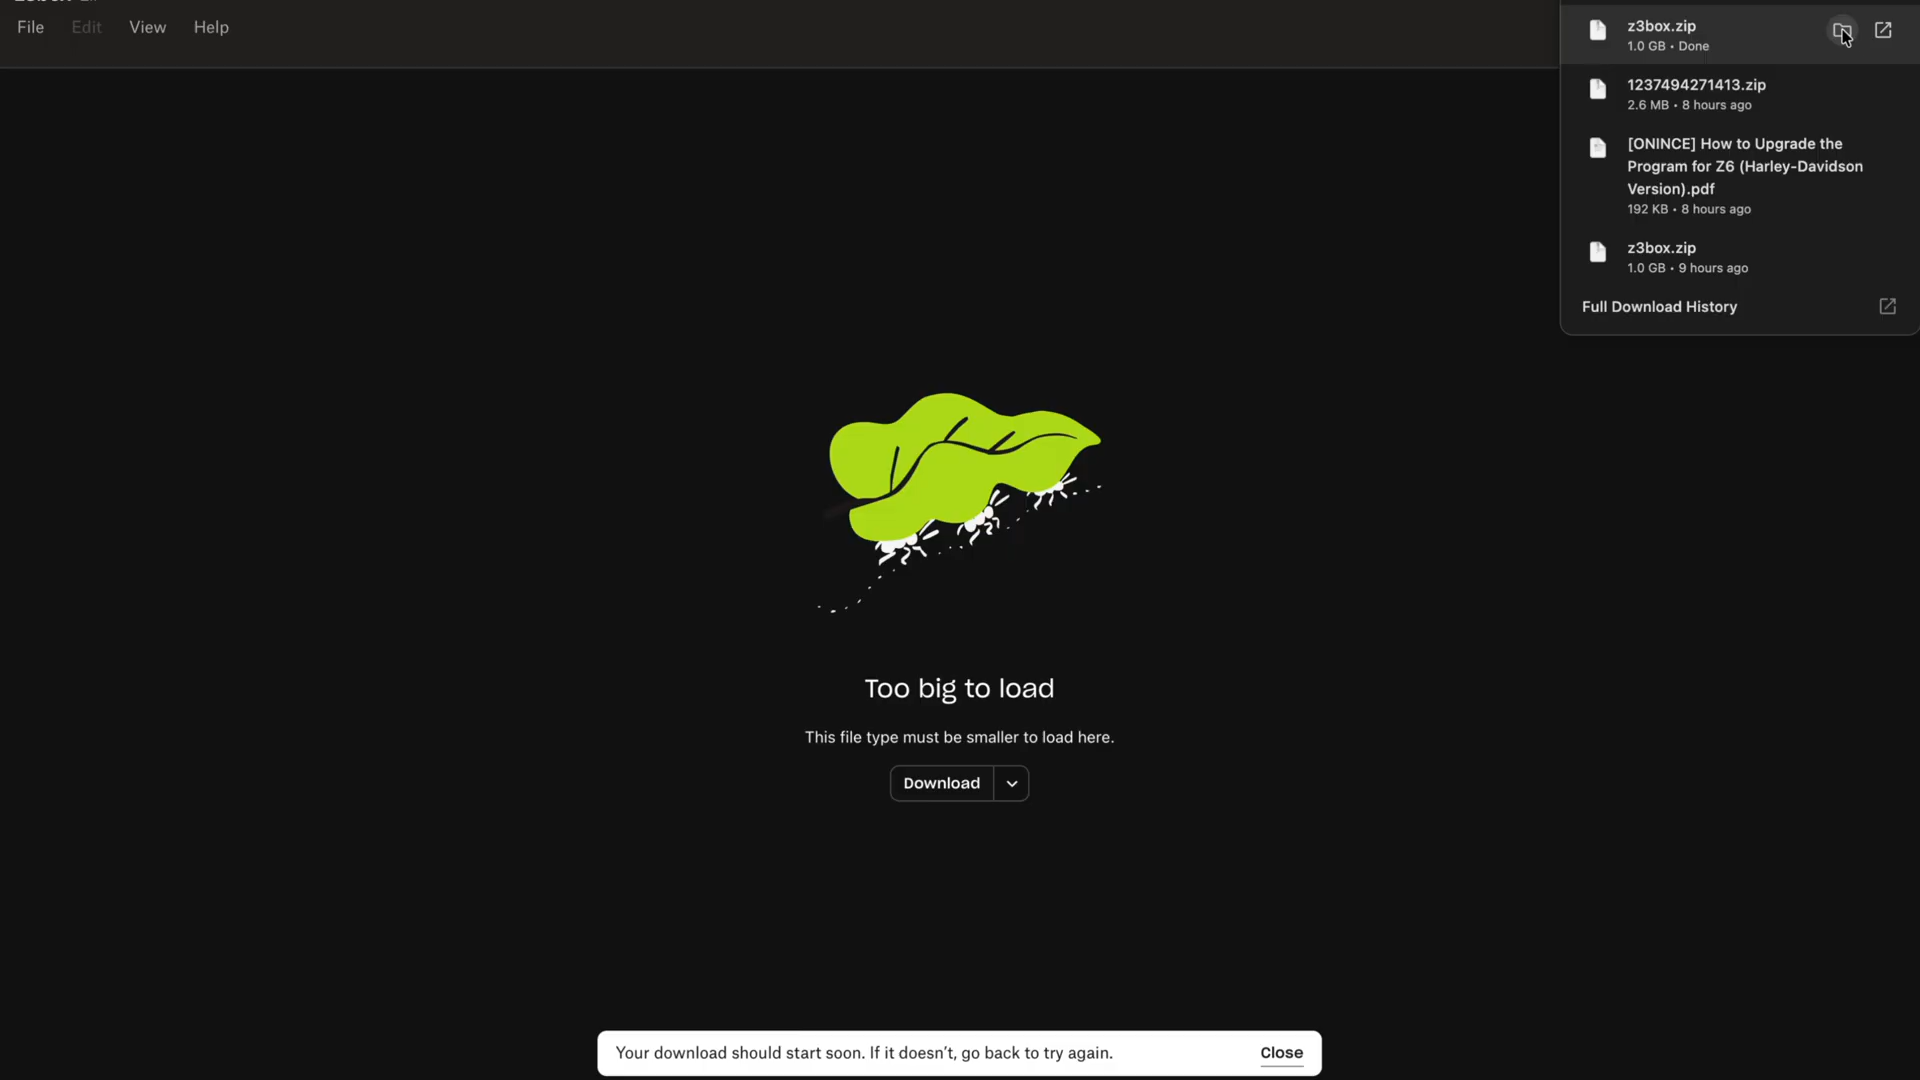 File Edit View Help
z3box.zip
1.0 GB • Done
1237494271413.zip
2.6 MB • 8 hours ago
[ONINCE] How to Upgrade the
Program for Z6 (Harley-Davidson
Version).pdf
192 KB • 8 hours ago
z3box.zip
1.0 GB • 9 hours ago
Full Download History
Too big to load
This file type must be smaller to load here.
Download
Your download should start soon. If it doesn’t, go back to try again. Close